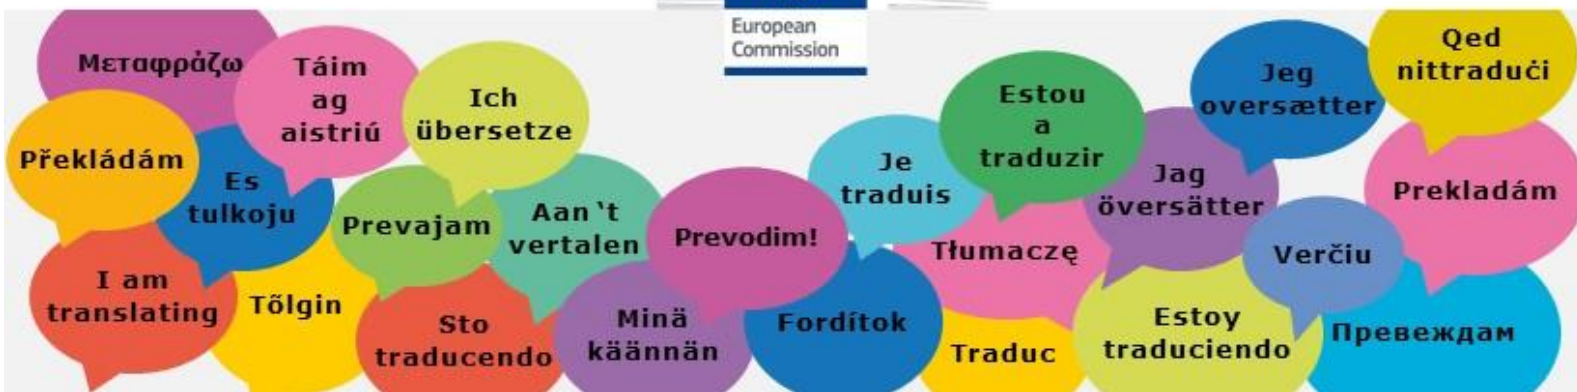 European
Commission
Μεταφράζω
Táim
ag
aistriú
Ich
übersetze
Překládám
Es
tulkoju
Prevajam
Aan ‛t
vertalen
Prevodim!
Je
traduis
Estou
a
traduzir
Jag
översätter
Jeg
oversætter
Qed
nittraduċi
Prekladám
I am
translating
Tõlgin
Sto
traducendo
Minä
käännän
Fordítok
Tłumaczę
Traduc
Estoy
traduciendo
Verčiu
Превеждам